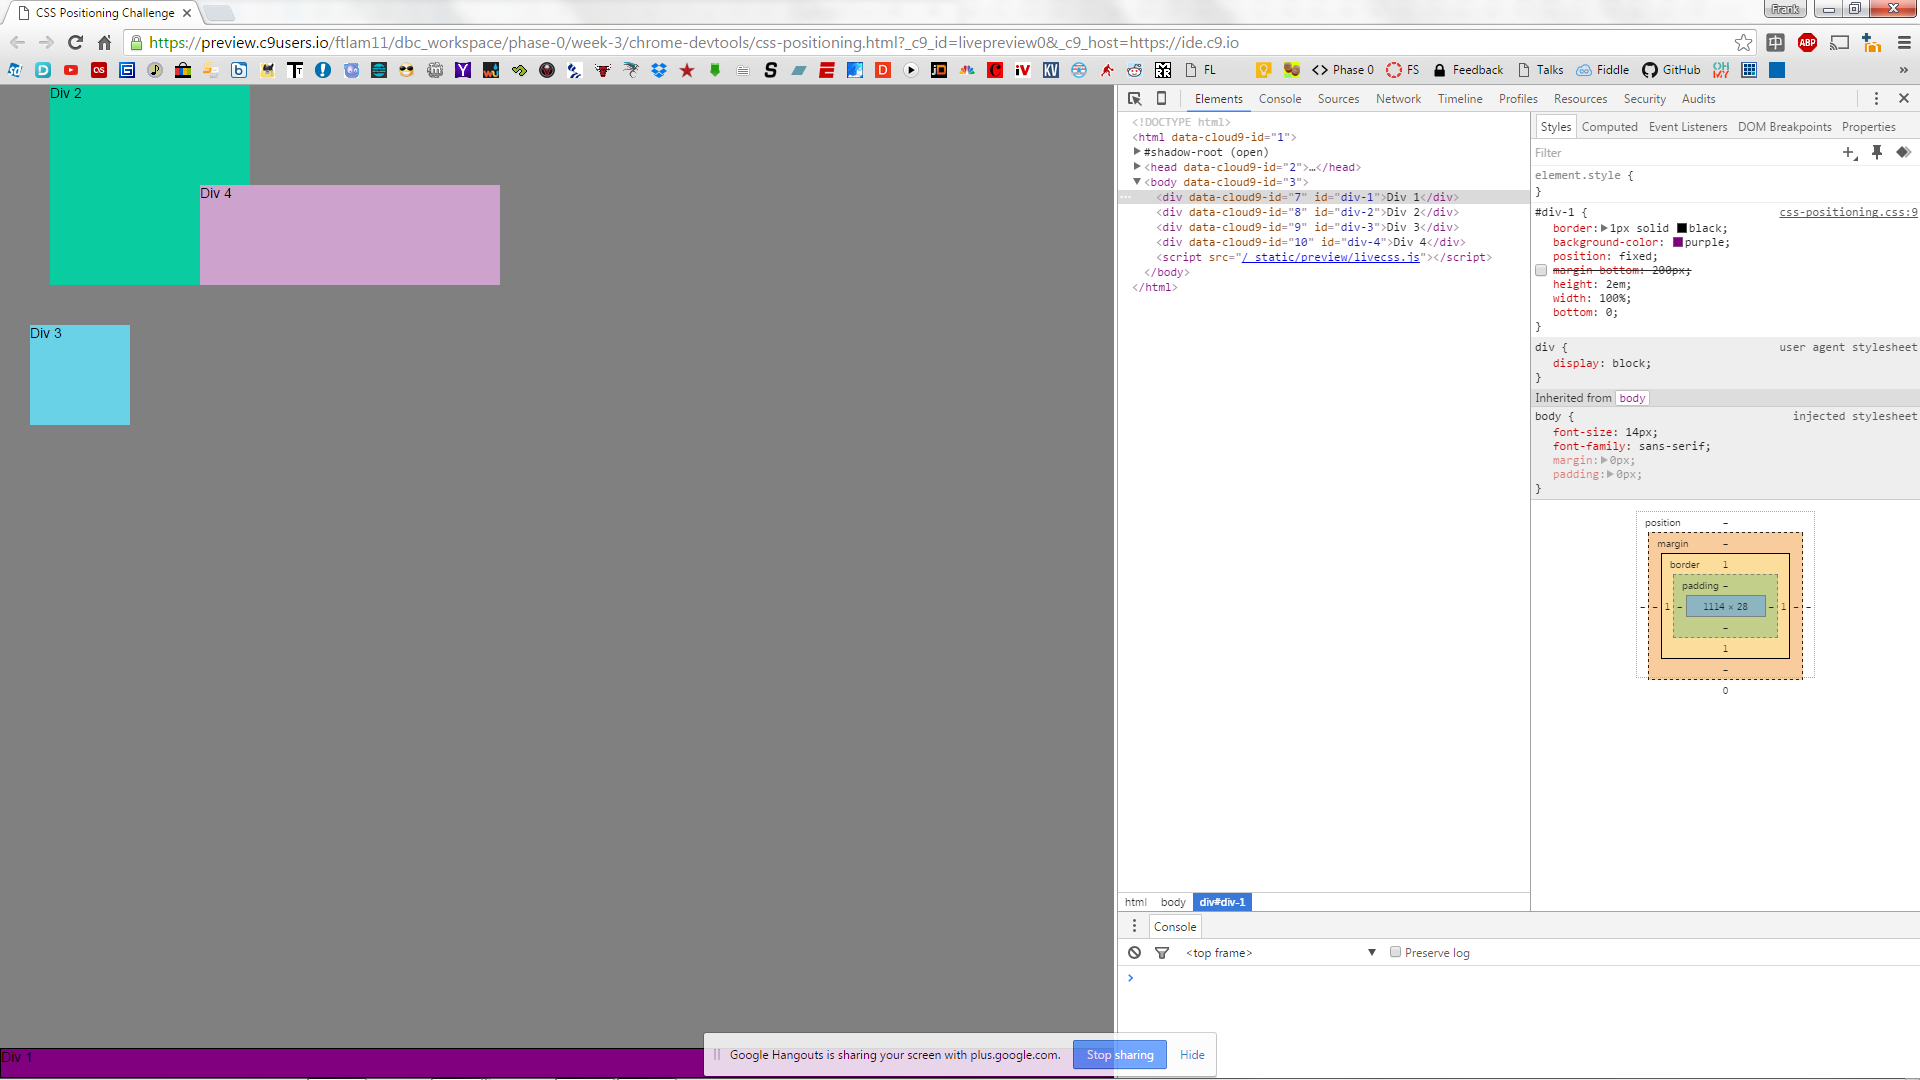 CSS Positioning Challenge
Frank
https://preview.c9users.io/ftlam11/dbc_workspace/phase-0/week-3/chrome-devtools/css-positioning.html?_c9_id=livepreview0&_c9_host=https://ide.c9.io
FL
Phase 0
FS
Feedback
Talks
Fiddle
GitHub
Div 2
Div 4
Div 3
Div 1
Elements Console Sources Network Timeline Profiles Resources Security Audits
<!DOCTYPE html>
<html data-cloud9-id="1">
#shadow-root (open)
<head data-cloud9-id="2">…</head>
<body data-cloud9-id="3">
<div data-cloud9-id="7" id="div-1">Div 1</div>
<div data-cloud9-id="8" id="div-2">Div 2</div>
<div data-cloud9-id="9" id="div-3">Div 3</div>
<div data-cloud9-id="10" id="div-4">Div 4</div>
<script src="/_static/preview/livecss.js"></script>
</body>
</html>
html body div#div-1
Styles Computed Event Listeners DOM Breakpoints Properties
Filter
element.style {
}
#div-1 { css-positioning.css:9
border: 1px solid black;
background-color: purple;
position: fixed;
margin-bottom: 200px;
height: 2em;
width: 100%;
bottom: 0;
}
div { user agent stylesheet
display: block;
}
Inherited from body
body { injected stylesheet
font-size: 14px;
font-family: sans-serif;
margin: 0px;
padding: 0px;
}
position –
margin –
border 1
padding –
– – 1 – 1114 × 28 – 1 – –
–
1
–
0
Console
<top frame> ▼ Preserve log
>
Google Hangouts is sharing your screen with plus.google.com. Stop sharing Hide